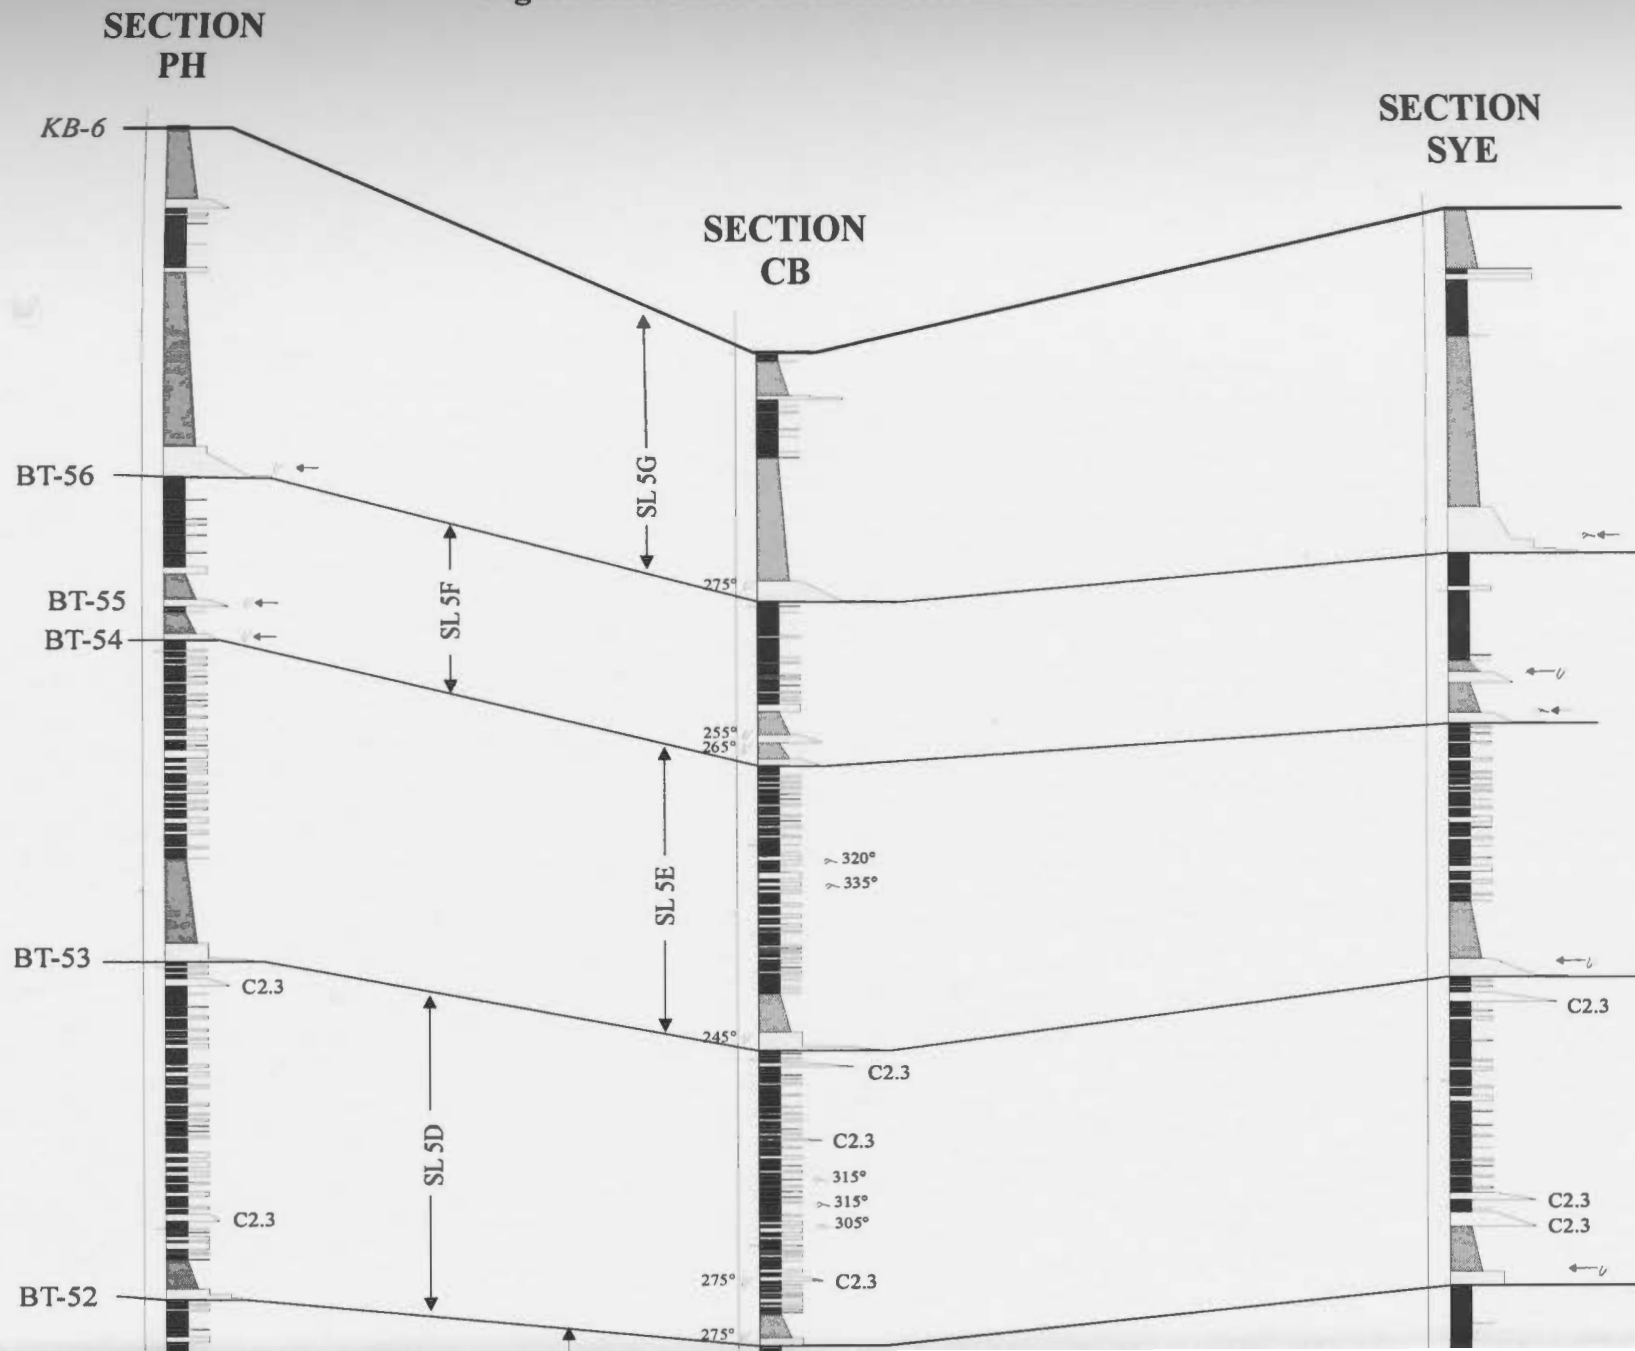 SECTION
PH
SECTION
SYE
KB-6
SECTION
CB
SL 5G
BT-56
SL 5F
275°
BT-55
BT-54
255°
265°
SL 5E
320°
335°
BT-53
C2.3
C2.3
245°
C2.3
SL 5D
C2.3
315°
315°
305°
C2.3
C2.3
C2.3
275°
C2.3
BT-52
275°